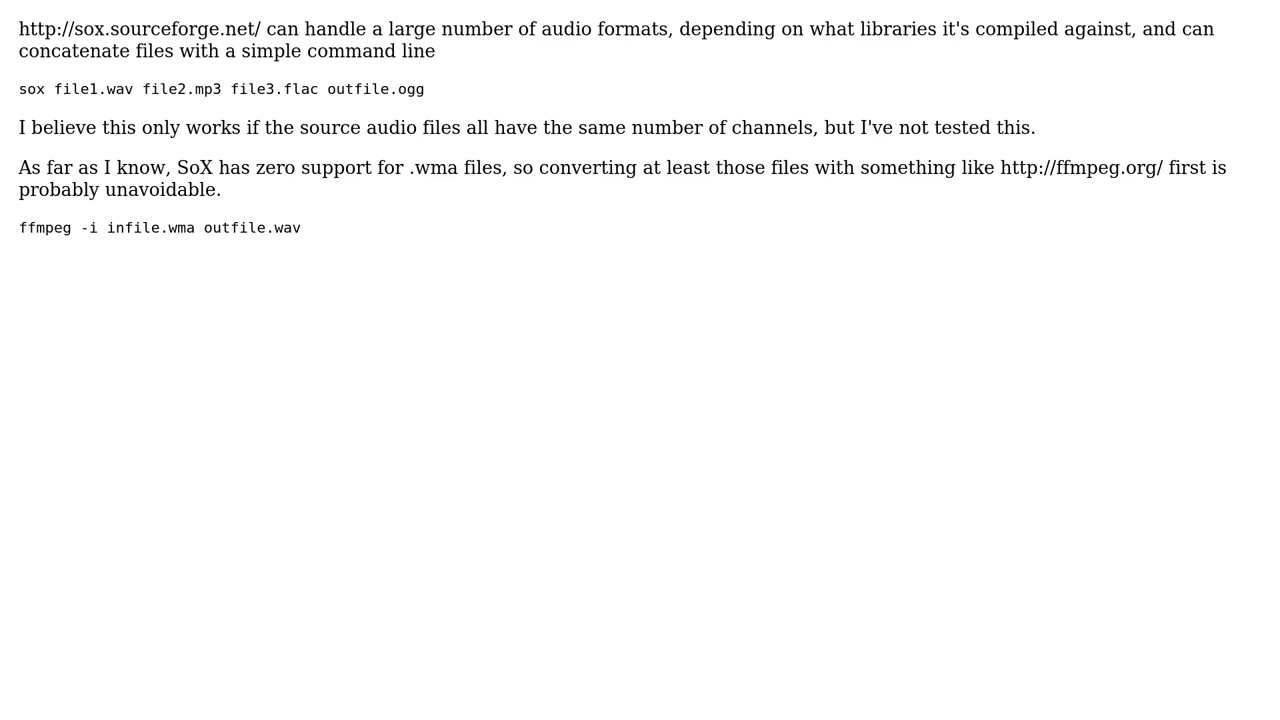 http://sox.sourceforge.net/ can handle a large number of audio formats, depending on what libraries it's compiled against, and can
concatenate files with a simple command line
sox file1.wav file2.mp3 file3.flac outfile.ogg
I believe this only works if the source audio files all have the same number of channels, but I've not tested this.
As far as I know, SoX has zero support for .wma files, so converting at least those files with something like http://ffmpeg.org/ first is
probably unavoidable.
ffmpeg -i infile.wma outfile.wav